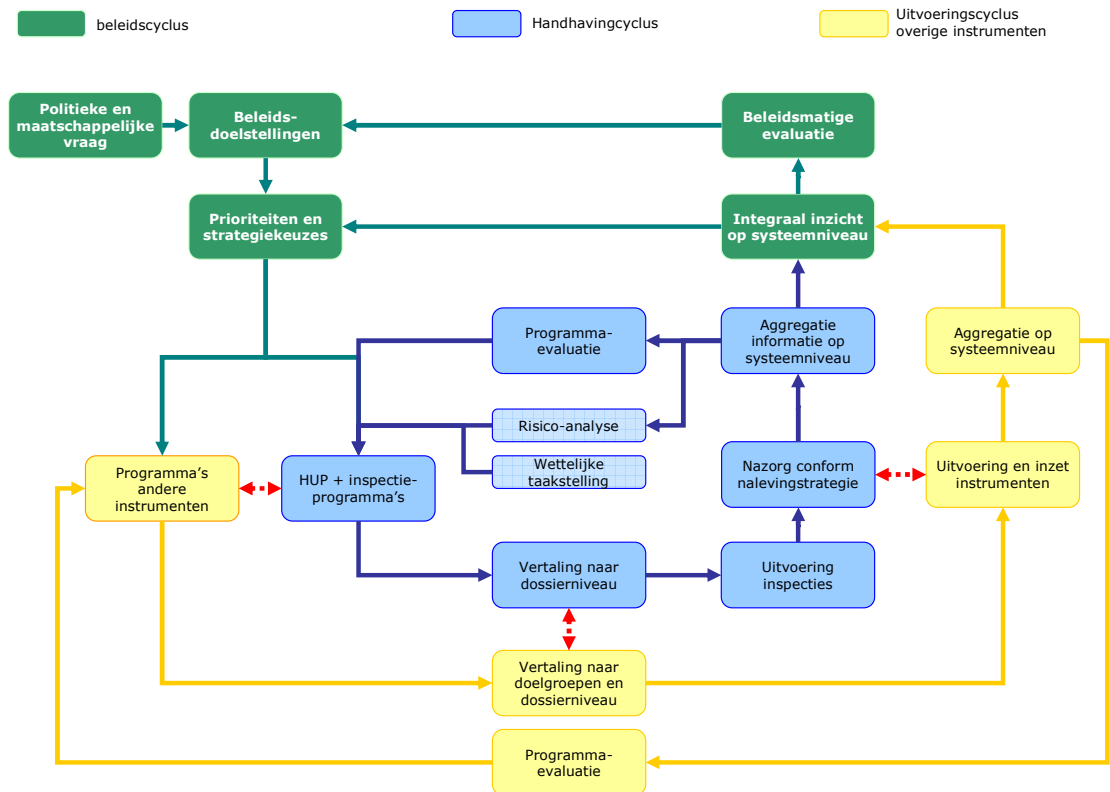 beleidscyclus
Handhavingcyclus
Uitvoeringscyclus
overige instrumenten
Politieke en
maatschappelijke
vraag
Beleids-
doelstellingen
Beleidsmatige
evaluatie
Prioriteiten en
strategiekeuzes
Integraal inzicht
op systeemniveau
Programma-
evaluatie
Aggregatie
informatie op
systeemniveau
Aggregatie op
systeemniveau
Risico-analyse
Wettelijke
taakstelling
Programma's
andere
instrumenten
HUP + inspectie-
programma's
Nazorg conform
nalevingstrategie
Uitvoering en inzet
instrumenten
Vertaling naar
dossierniveau
Uitvoering
inspecties
Vertaling naar
doelgroepen en
dossierniveau
Programma-
evaluatie